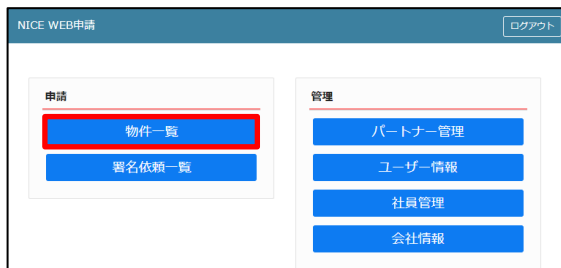 NICE WEB申請
ログアウト
申請
物件一覧
署名依頼一覧
管理
パートナー管理
ユーザー情報
社員管理
会社情報